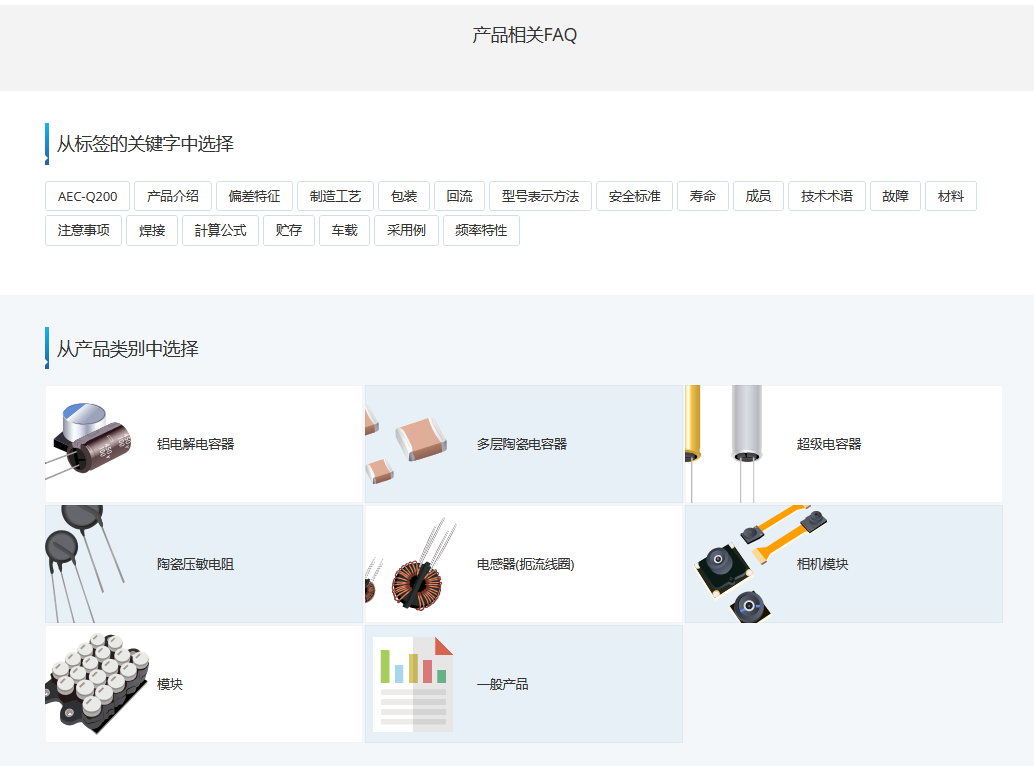 产品相关FAQ
从标签的关键字中选择
AEC-Q200 产品介绍 偏差特征 制造工艺 包装 回流 型号表示方法 安全标准 寿命 成员 技术术语 故障 材料
注意事项 焊接 計算公式 贮存 车载 采用例 频率特性
从产品类别中选择
铝电解电容器 多层陶瓷电容器 超级电容器
陶瓷压敏电阻 电感器(扼流线圈) 相机模块
模块 一般产品